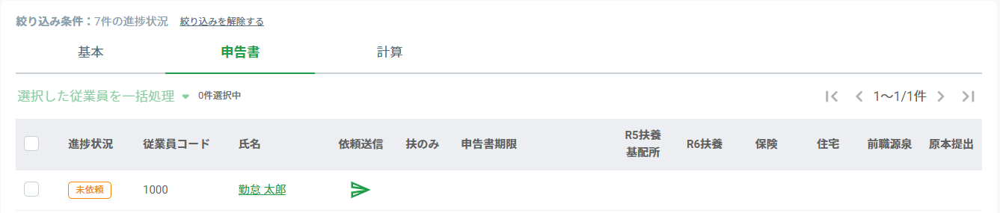 絞り込み条件：7件の進捗状況 絞り込みを解除する
基本 申告書 計算
選択した従業員を一括処理 0件選択中 1〜1/1件
進捗状況 従業員コード 氏名 依頼送信 扶のみ 申告書期限 R5扶養 基配所 R6扶養 保険 住宅 前職源泉 原本提出
未依頼 1000 勤怠 太郎